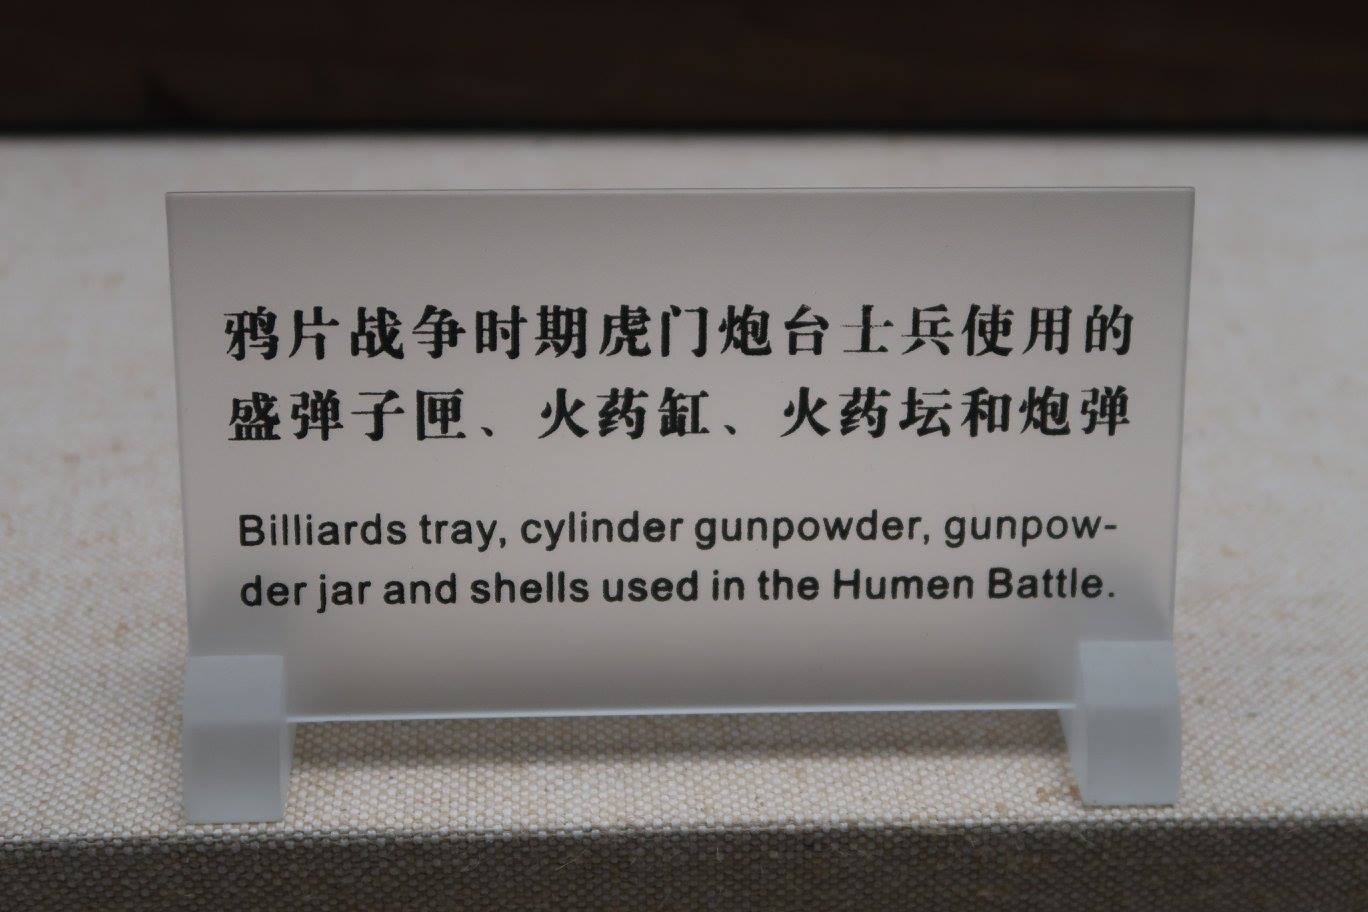 鸦片战争时期虎门炮台士兵使用的
盛弹子匣、火药缸、火药坛和炮弹
Billiards tray, cylinder gunpowder, gunpow-
der jar and shells used in the Humen Battle.